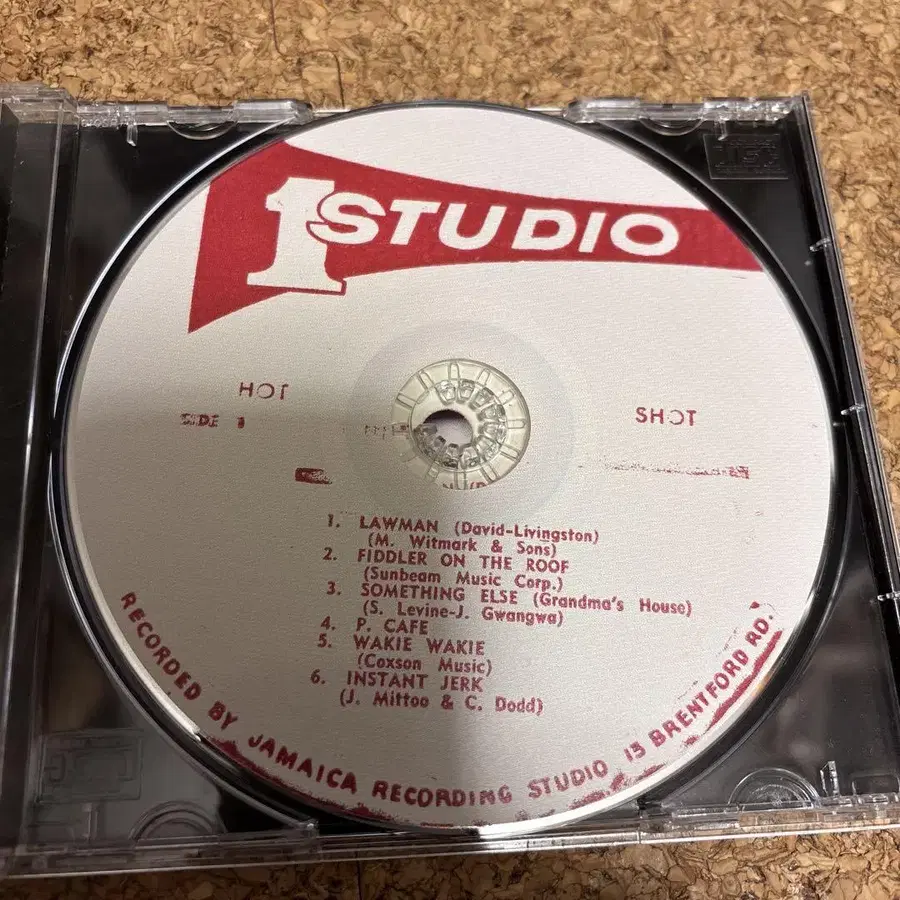 1 STUDIO
HOT SHOT
SIDE 1
1. LAWMAN (David-Livingston)
(M. Witmark & Sons)
2. FIDDLER ON THE ROOF
(Sunbeam Music Corp.)
3. SOMETHING ELSE (Grandma's House)
(S. Levine-J. Gwangwa)
4. P. CAFE
5. WAKIE WAKIE
(Coxson Music)
6. INSTANT JERK
(J. Mittoo & C. Dodd)
RECORDED BY JAMAICA RECORDING STUDIO 13 BRENTFORD RD.